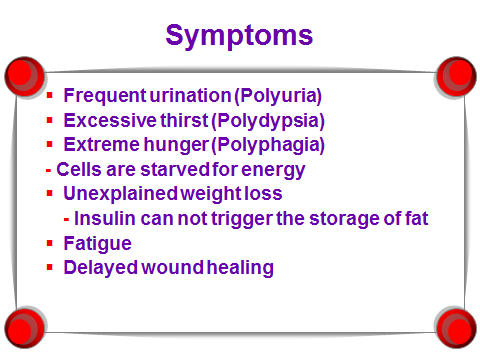 Symptoms
▪ Frequent urination (Polyuria)
▪ Excessive thirst (Polydypsia)
▪ Extreme hunger (Polyphagia)
- Cells are starved for energy
▪ Unexplained weight loss
- Insulin can not trigger the storage of fat
▪ Fatigue
▪ Delayed wound healing